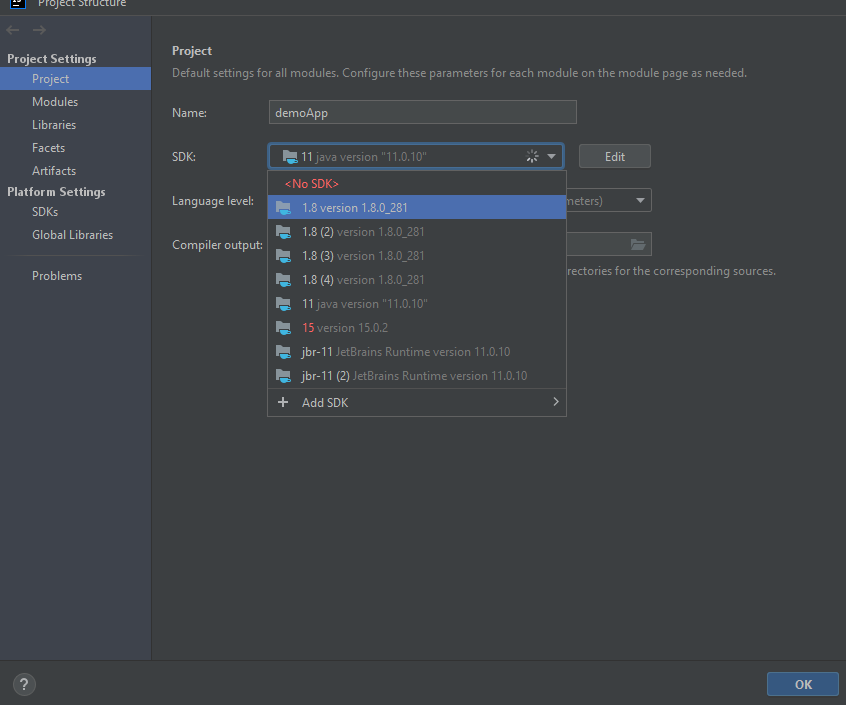 Project Structure
Project Settings
Project
Modules
Libraries
Facets
Artifacts
Platform Settings
SDKs
Global Libraries
Problems
Project
Default settings for all modules. Configure these parameters for each module on the module page as needed.
Name: demoApp
SDK: 11 java version "11.0.10" Edit
<No SDK>
Language level: meters)
1.8 version 1.8.0_281
1.8 (2) version 1.8.0_281
Compiler output:
1.8 (3) version 1.8.0_281
rectories for the corresponding sources.
1.8 (4) version 1.8.0_281
11 java version "11.0.10"
15 version 15.0.2
jbr-11 JetBrains Runtime version 11.0.10
jbr-11 (2) JetBrains Runtime version 11.0.10
+ Add SDK
?
OK